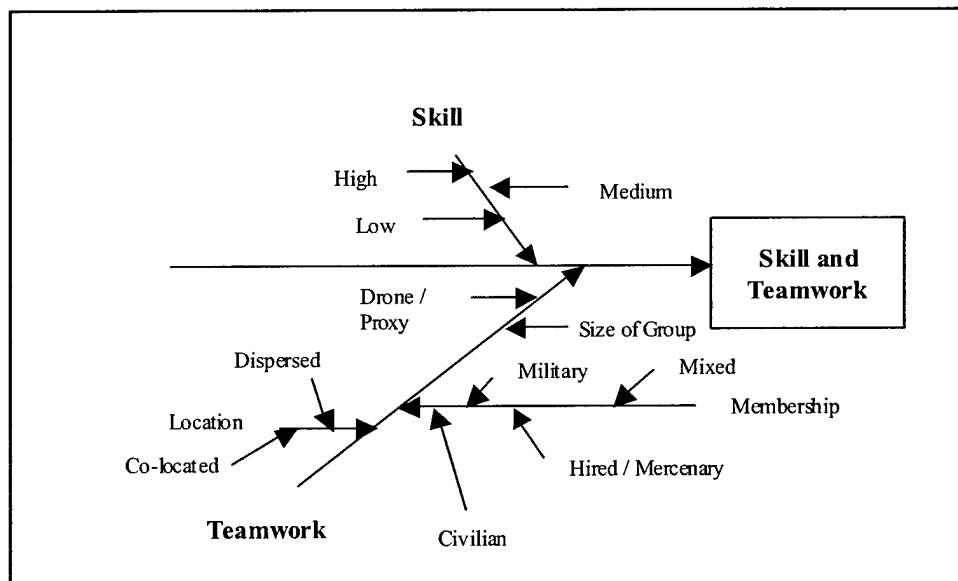 Skill
High
Medium
Low
Skill and
Teamwork
Drone /
Proxy
Size of Group
Dispersed
Military
Mixed
Location
Membership
Co-located
Hired / Mercenary
Teamwork
Civilian